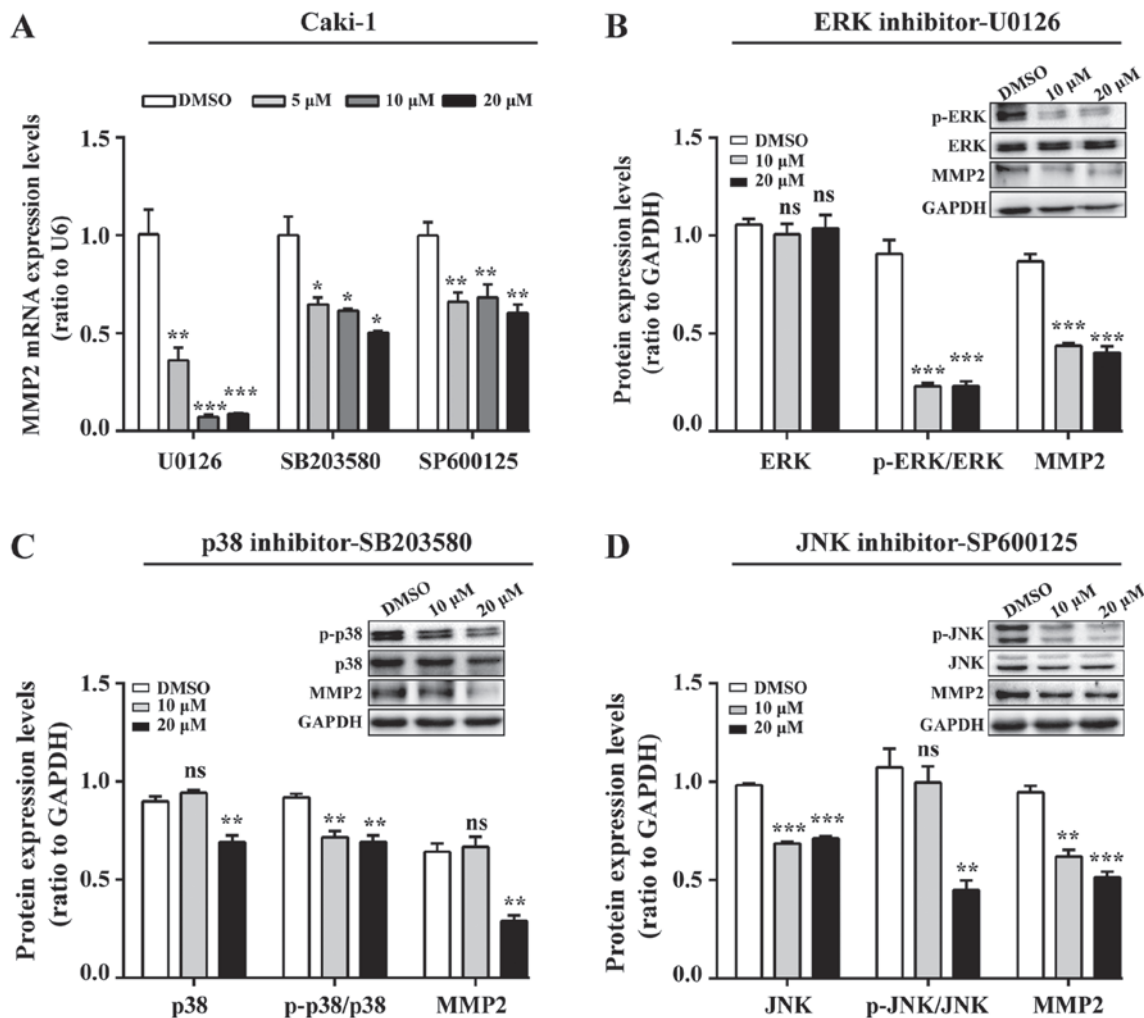 A
Caki-1
DMSO 5 μM 10 μM 20 μM
MMP2 mRNA expression levels
(ratio to U6)
1.5
1.0
0.5
0.0
** *** ***
* * *
** ** **
U0126 SB203580 SP600125
B
ERK inhibitor-U0126
DMSO 10 μM 20 μM
p-ERK
ERK
MMP2
GAPDH
DMSO
10 μM
20 μM
Protein expression levels
(ratio to GAPDH)
1.5
1.0
0.5
0.0
ns ns
*** ***
*** ***
ERK p-ERK/ERK MMP2
C
p38 inhibitor-SB203580
DMSO 10 μM 20 μM
p-p38
p38
MMP2
GAPDH
DMSO
10 μM
20 μM
Protein expression levels
(ratio to GAPDH)
1.5
1.0
0.5
0.0
ns **
** **
ns **
p38 p-p38/p38 MMP2
D
JNK inhibitor-SP600125
DMSO 10 μM 20 μM
p-JNK
JNK
MMP2
GAPDH
DMSO
10 μM
20 μM
Protein expression levels
(ratio to GAPDH)
1.5
1.0
0.5
0.0
*** ***
ns **
** ***
JNK p-JNK/JNK MMP2